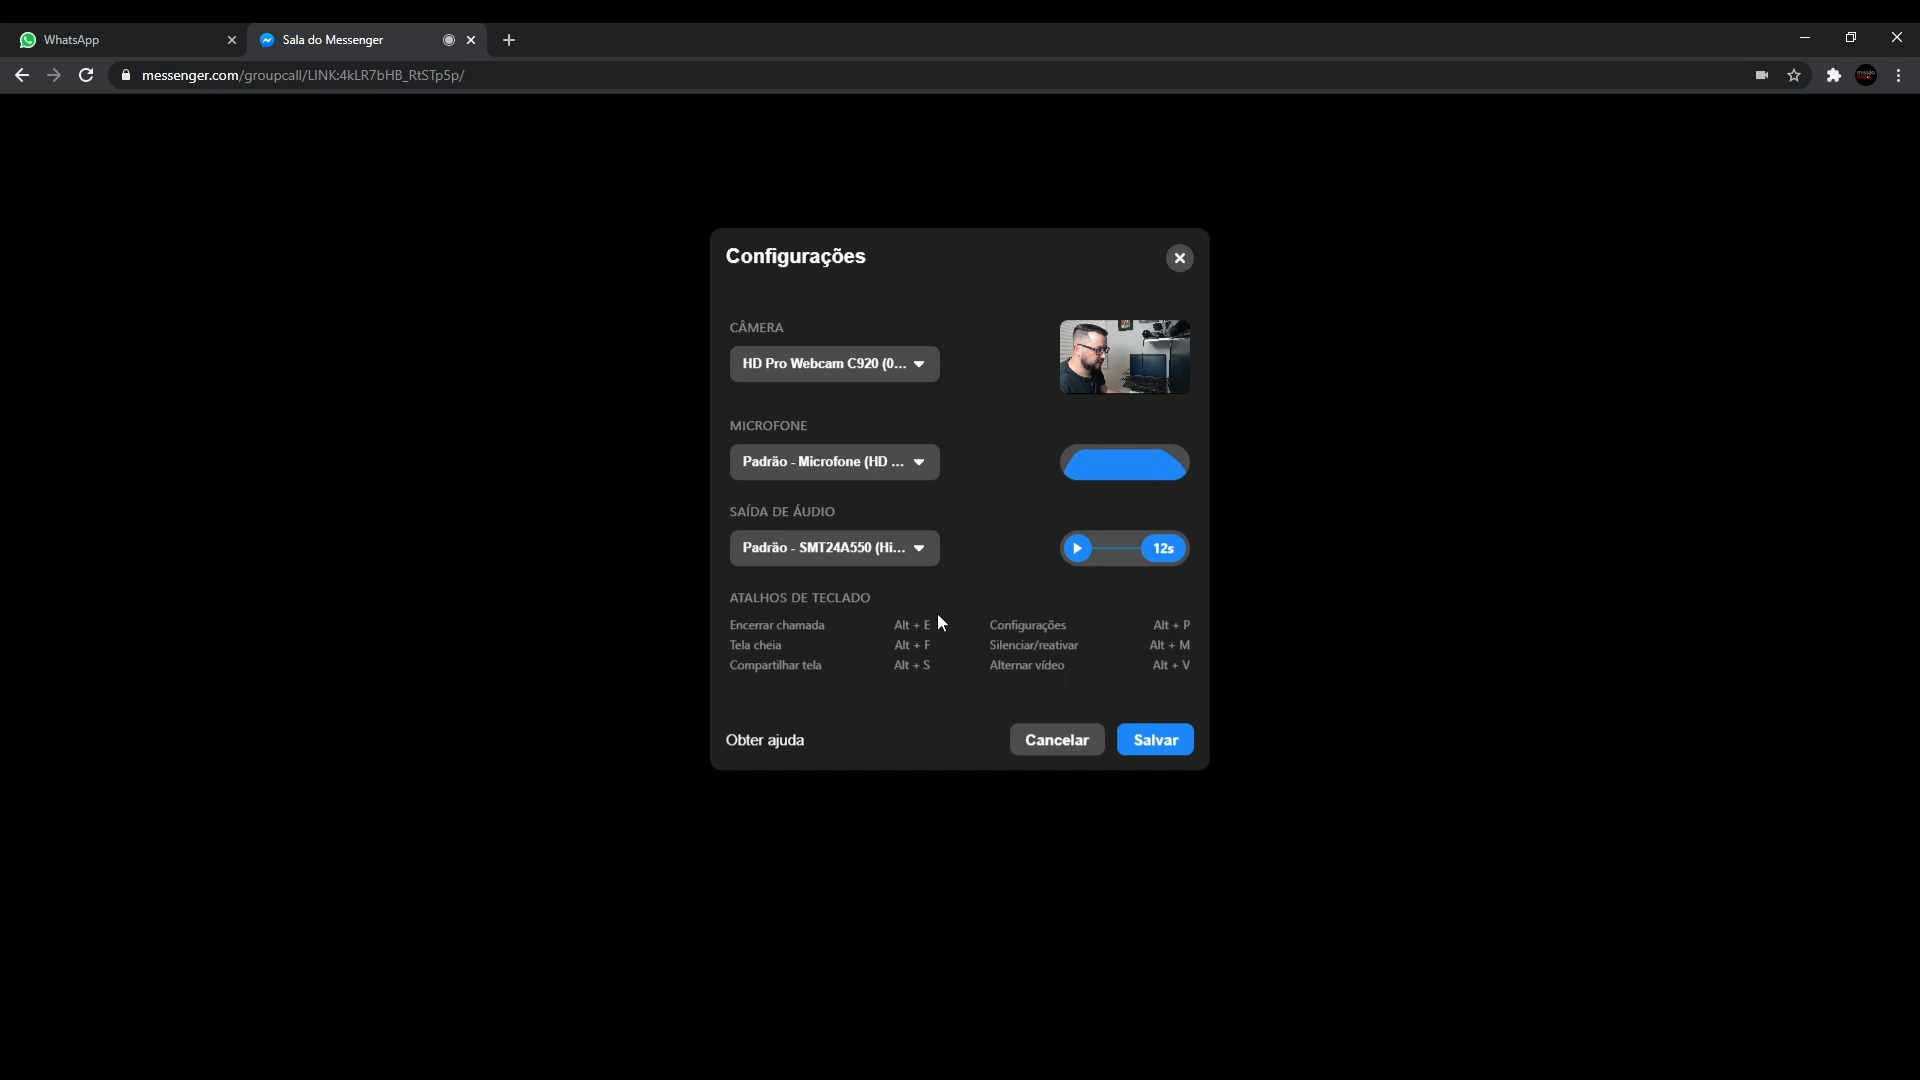 WhatsApp
Sala do Messenger
messenger.com/groupcall/LINK:4kLR7bHB_RtSTp5p/
Configurações
CÂMERA
HD Pro Webcam C920 (0...
MICROFONE
Padrão - Microfone (HD ...
SAÍDA DE ÁUDIO
Padrão - SMT24A550 (Hi...
12s
ATALHOS DE TECLADO
Encerrar chamada Alt + E Configurações Alt + P
Tela cheia Alt + F Silenciar/reativar Alt + M
Compartilhar tela Alt + S Alternar vídeo Alt + V
Obter ajuda Cancelar Salvar